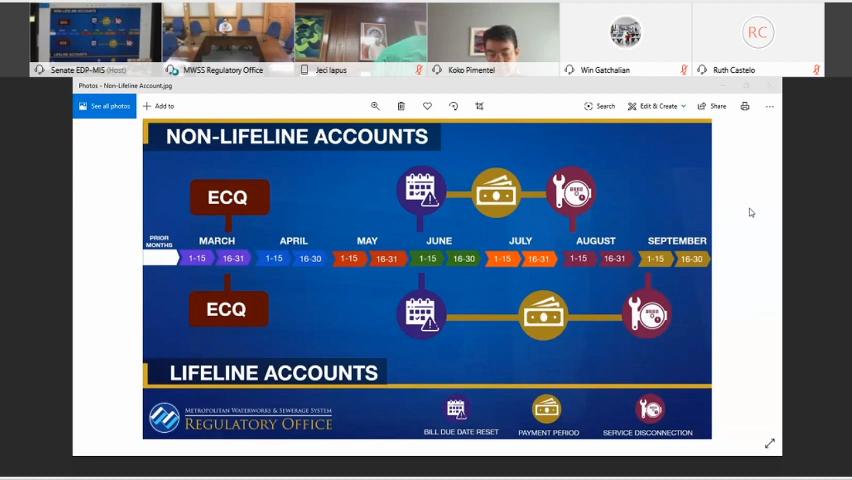 RC
Senate EDP-MIS (Host)
MWSS Regulatory Office
Jeci lapus
Koko Pimentel
Win Gatchalian
Ruth Castelo
Photos - Non-Lifeline Account.jpg
See all photos
Add to
Search
Edit & Create
Share
NON-LIFELINE ACCOUNTS
ECQ
PRIOR MONTHS
MARCH APRIL MAY JUNE JULY AUGUST SEPTEMBER
1-15 16-31 1-15 16-30 1-15 16-31 1-15 16-30 1-15 16-31 1-15 16-31 1-15 16-30
ECQ
LIFELINE ACCOUNTS
METROPOLITAN WATERWORKS & SEWERAGE SYSTEM
REGULATORY OFFICE
BILL DUE DATE RESET
PAYMENT PERIOD
SERVICE DISCONNECTION